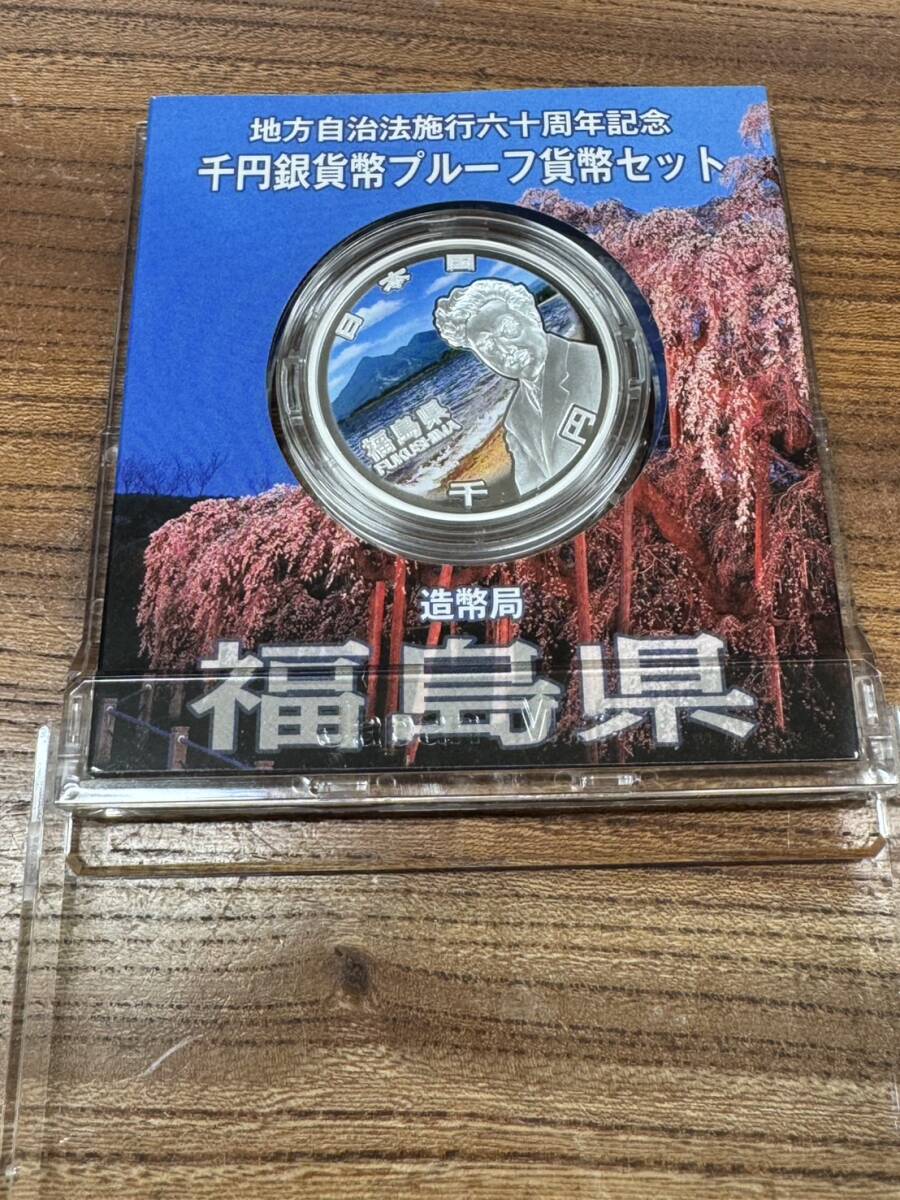 地方自治法施行六十周年記念
千円銀貨幣プルーフ貨幣セット
日本国
福島県
FUKUSHIMA
千
円
造幣局
福島県